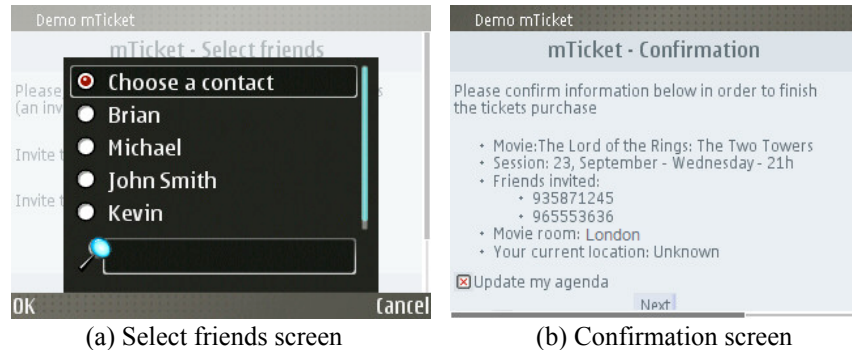 Demo mTicket
mTicket - Select friends
Please
(an inv
Invite t
Invite t
Choose a contact
Brian
Michael
John Smith
Kevin
OK Cancel
(a) Select friends screen
Demo mTicket
mTicket - Confirmation
Please confirm information below in order to finish
the tickets purchase
• Movie:The Lord of the Rings: The Two Towers
• Session: 23, September - Wednesday - 21h
• Friends invited:
• 935871245
• 965553636
• Movie room: London
• Your current location: Unknown
Update my agenda
Next
(b) Confirmation screen